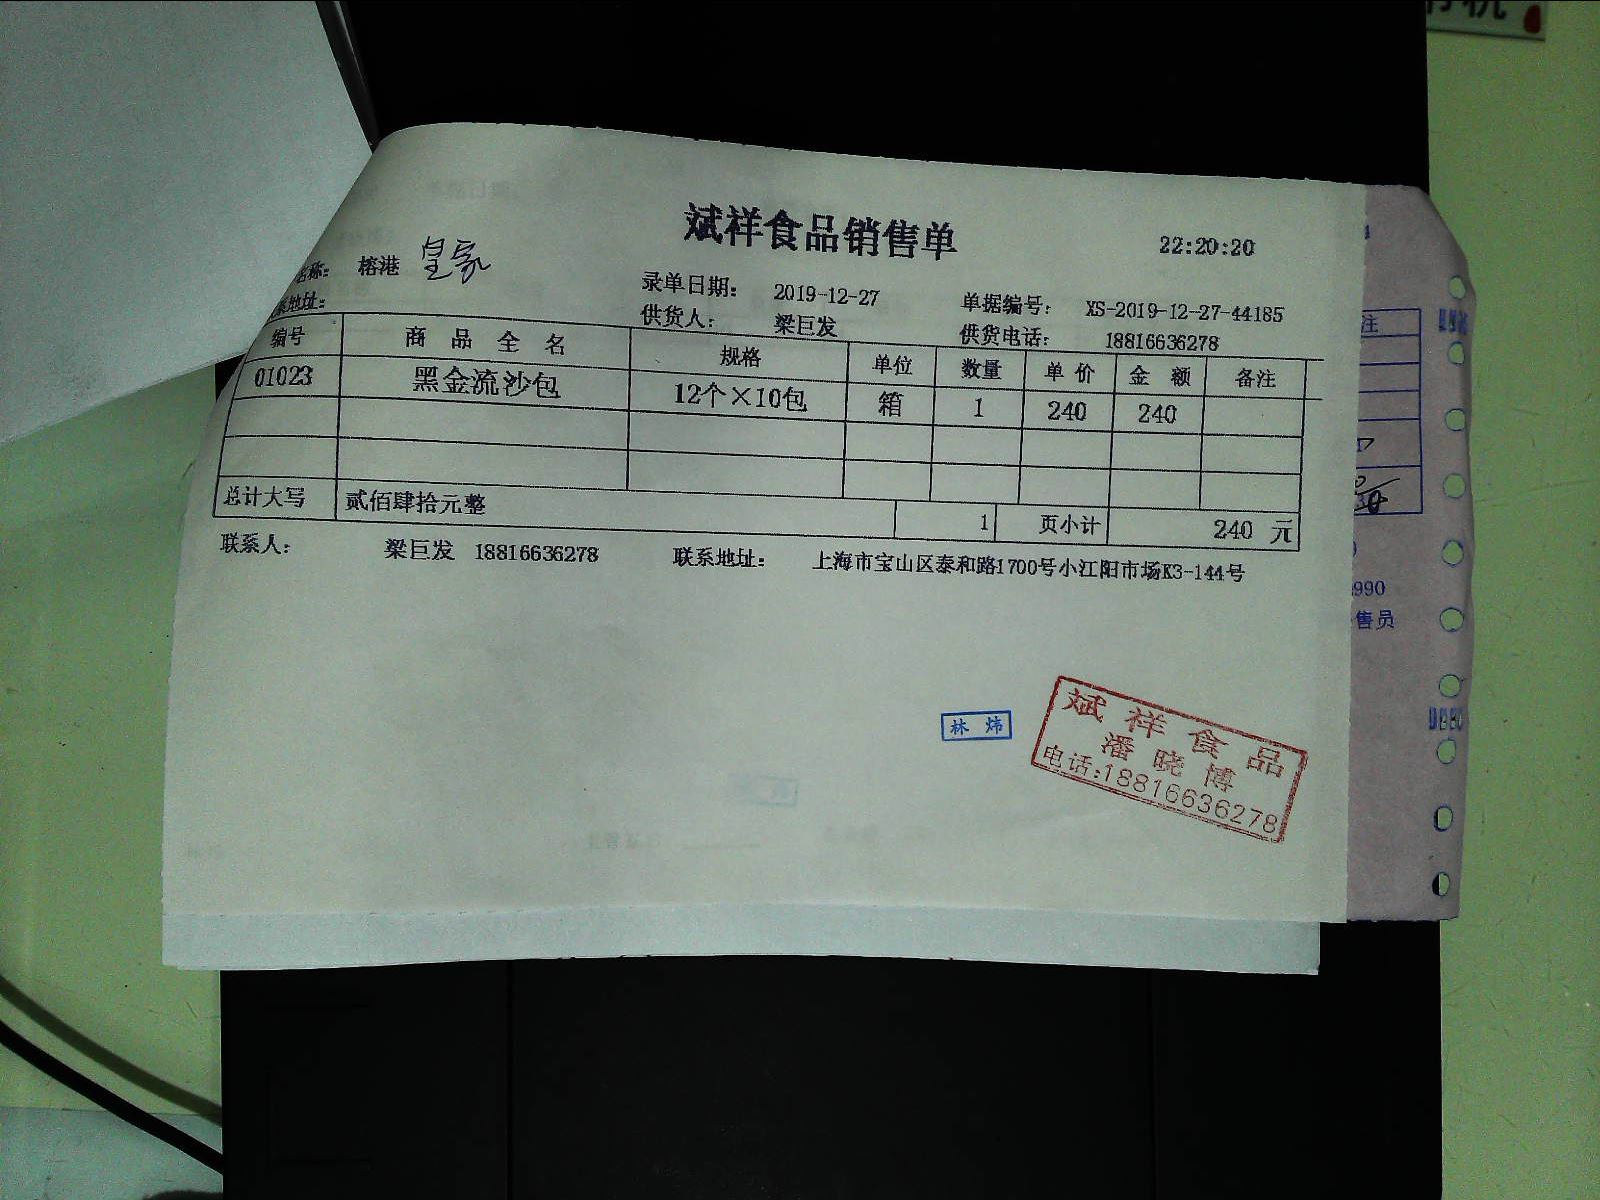 斌祥食品销售单
22:20:20
名称： 榕港 皇家
录单日期： 2019-12-27 单据编号： XS-2019-12-27-44185
系地址： 供货人： 梁巨发 供货电话： 18816636278
编号 商品全名 规格 单位 数量 单价 金额 备注
01023 黑金流沙包 12个×10包 箱 1 240 240
总计大写 贰佰肆拾元整 1 页小计 240 元
联系人： 梁巨发 18816636278 联系地址： 上海市宝山区泰和路1700号小江阳市场K3-144号
林炜
斌祥食品
潘晓博
电话:18816636278
注
990
售员